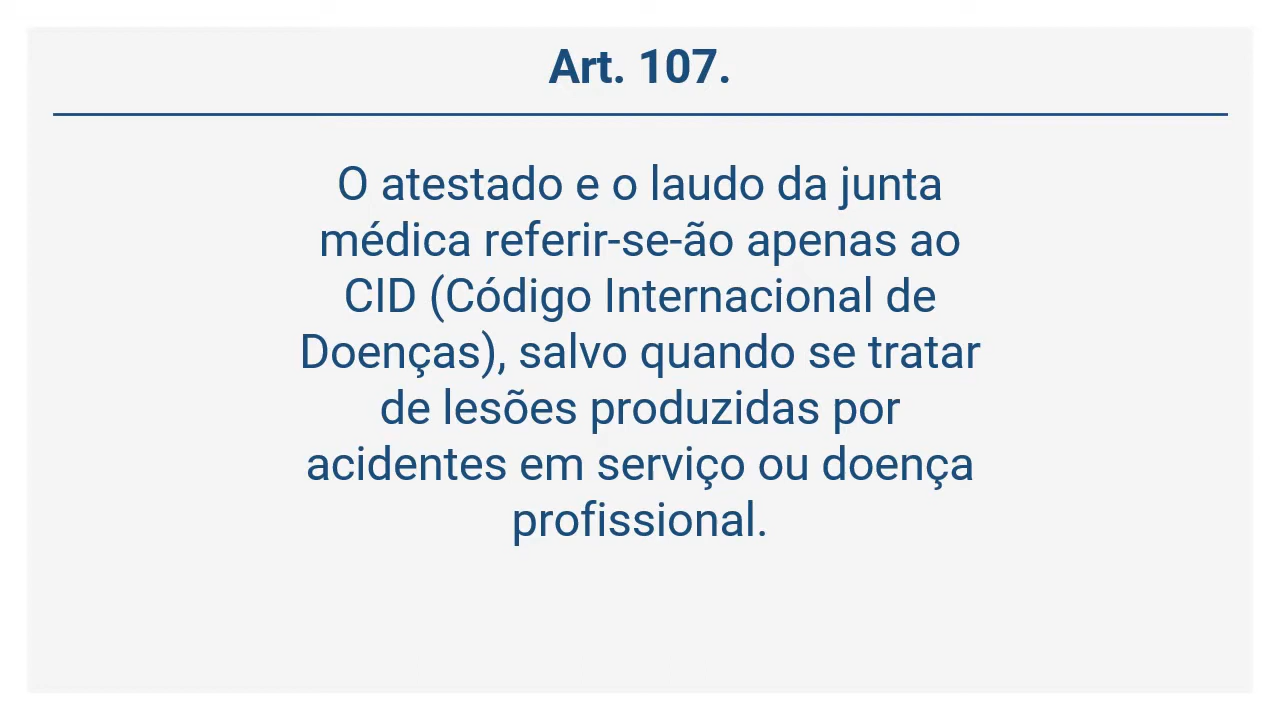 Art. 107.
O atestado e o laudo da junta
médica referir-se-ão apenas ao
CID (Código Internacional de
Doenças), salvo quando se tratar
de lesões produzidas por
acidentes em serviço ou doença
profissional.